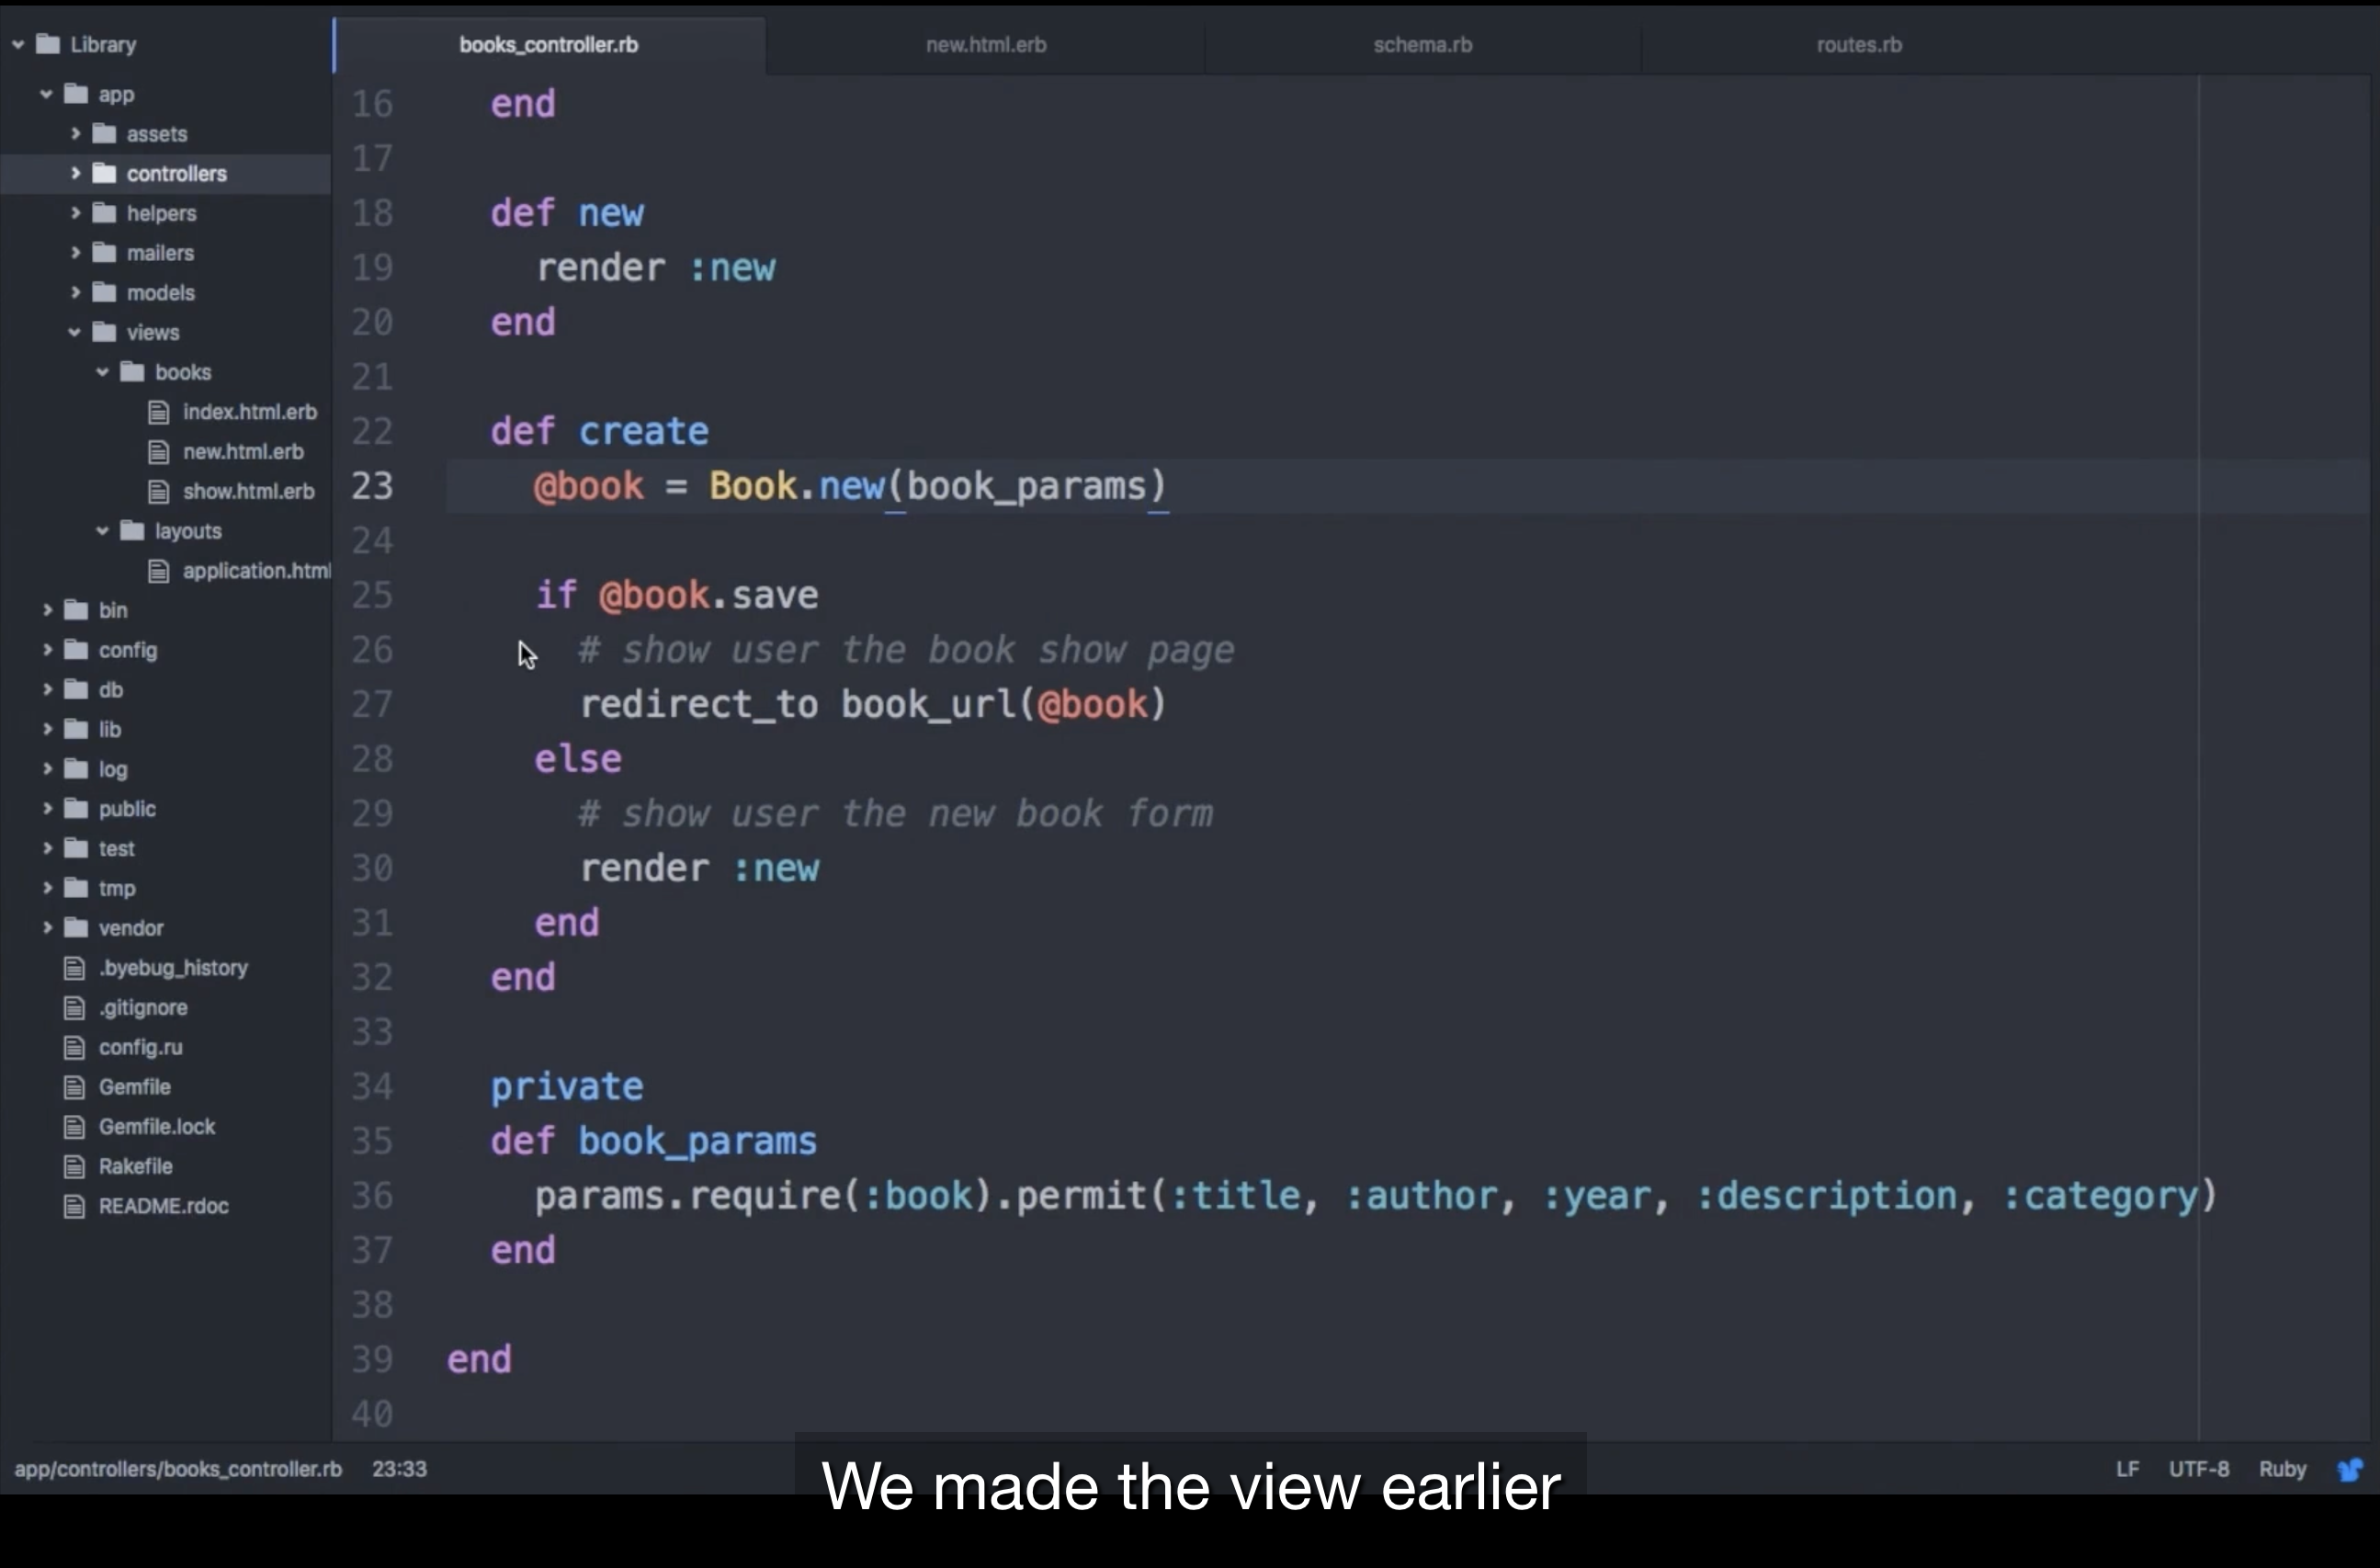 Library
app
assets
controllers
helpers
mailers
models
views
books
index.html.erb
new.html.erb
show.html.erb
layouts
application.html
bin
config
db
lib
log
public
test
tmp
vendor
.byebug_history
.gitignore
config.ru
Gemfile
Gemfile.lock
Rakefile
README.rdoc
books_controller.rb new.html.erb schema.rb routes.rb
16 end
17
18 def new
19 render :new
20 end
21
22 def create
23 @book = Book.new(book_params)
24
25 if @book.save
26 # show user the book show page
27 redirect_to book_url(@book)
28 else
29 # show user the new book form
30 render :new
31 end
32 end
33
34 private
35 def book_params
36 params.require(:book).permit(:title, :author, :year, :description, :category)
37 end
38
39 end
40
app/controllers/books_controller.rb 23:33 LF UTF-8 Ruby
We made the view earlier